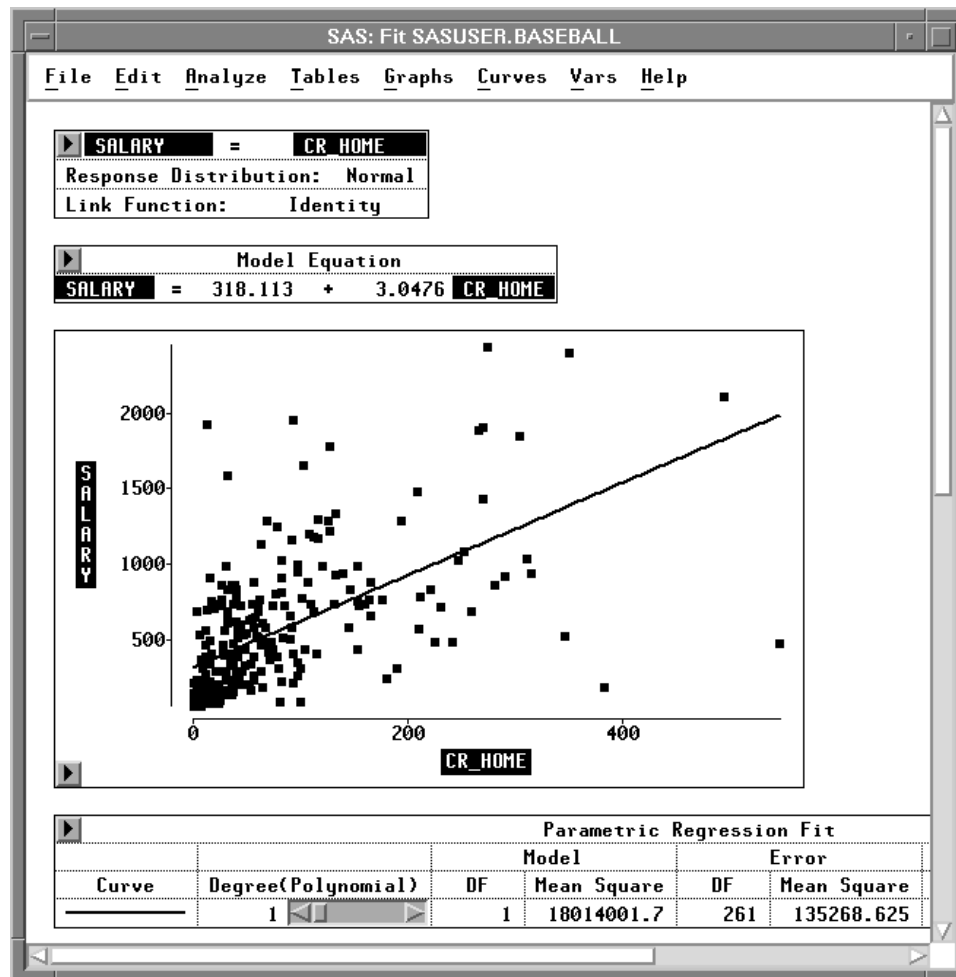 SAS: Fit SASUSER.BASEBALL
File Edit Analyze Tables Graphs Curves Vars Help
SALARY = CR_HOME
Response Distribution: Normal
Link Function: Identity
Model Equation
SALARY = 318.113 + 3.0476 CR_HOME
2000
1500
1000
500
SALARY
0 200 400
CR_HOME
Parametric Regression Fit
Model Error
Curve Degree(Polynomial) DF Mean Square DF Mean Square
1 1 18014001.7 261 135268.625